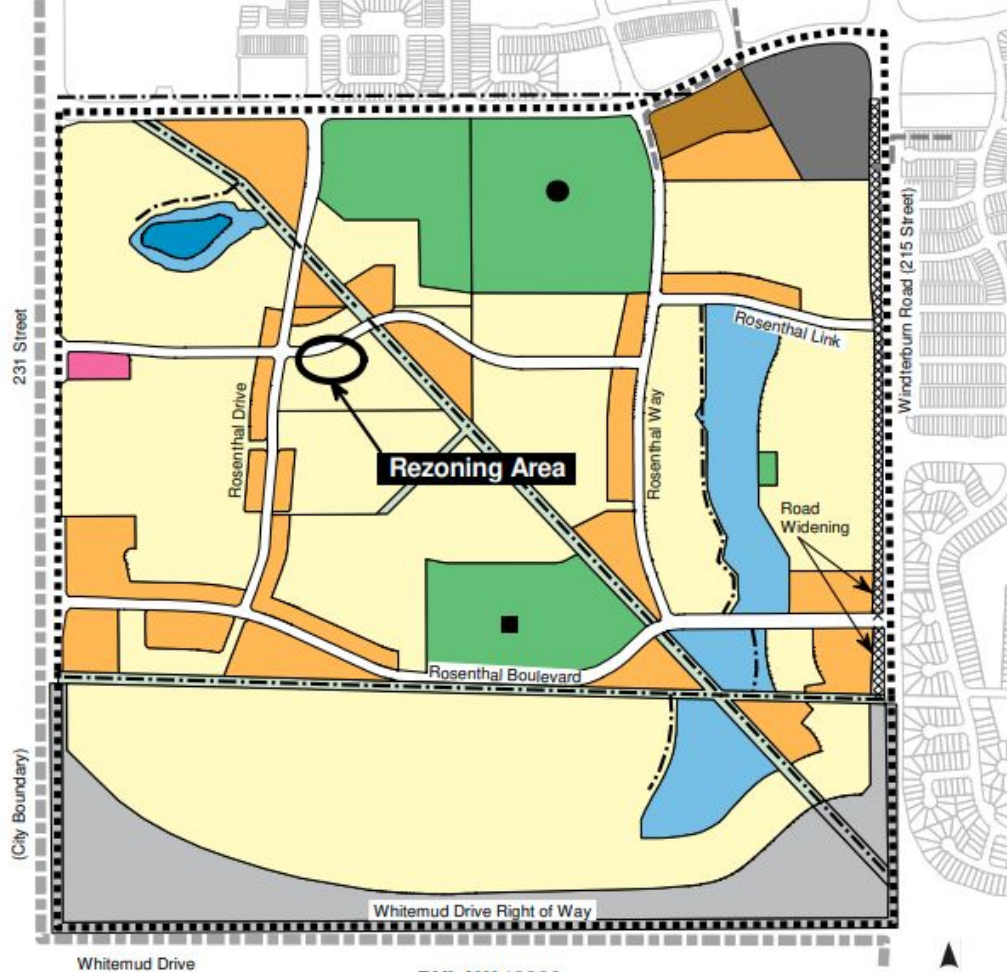 Rosenthal Link
Windterburn Road (215 Street)
231 Street
Rosenthal Drive
Rosenthal Way
Rezoning Area
Road
Widening
Rosenthal Boulevard
(City Boundary)
Whitemud Drive Right of Way
Whitemud Drive